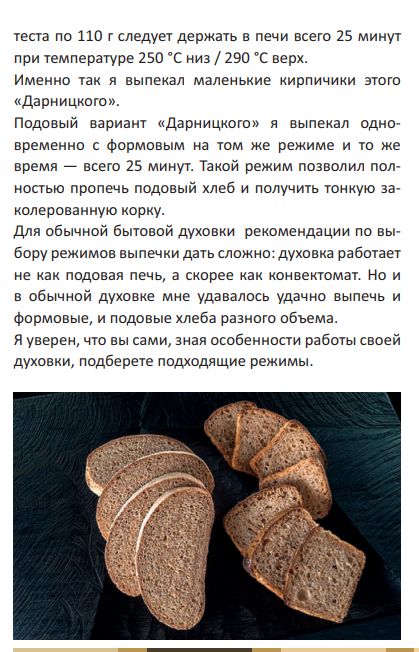 теста по 110 г следует держать в печи всего 25 минут
при температуре 250 °С низ / 290 °С верх.
Именно так я выпекал маленькие кирпичики этого
«Дарницкого».
Подовый вариант «Дарницкого» я выпекал одно-
временно с формовым на том же режиме и то же
время — всего 25 минут. Такой режим позволил пол-
ностью пропечь подовый хлеб и получить тонкую за-
колерованную корку.
Для обычной бытовой духовки рекомендации по вы-
бору режимов выпечки дать сложно: духовка работает
не как подовая печь, а скорее как конвектомат. Но и
в обычной духовке мне удавалось удачно выпечь и
формовые, и подовые хлеба разного объема.
Я уверен, что вы сами, зная особенности работы своей
духовки, подберете подходящие режимы.